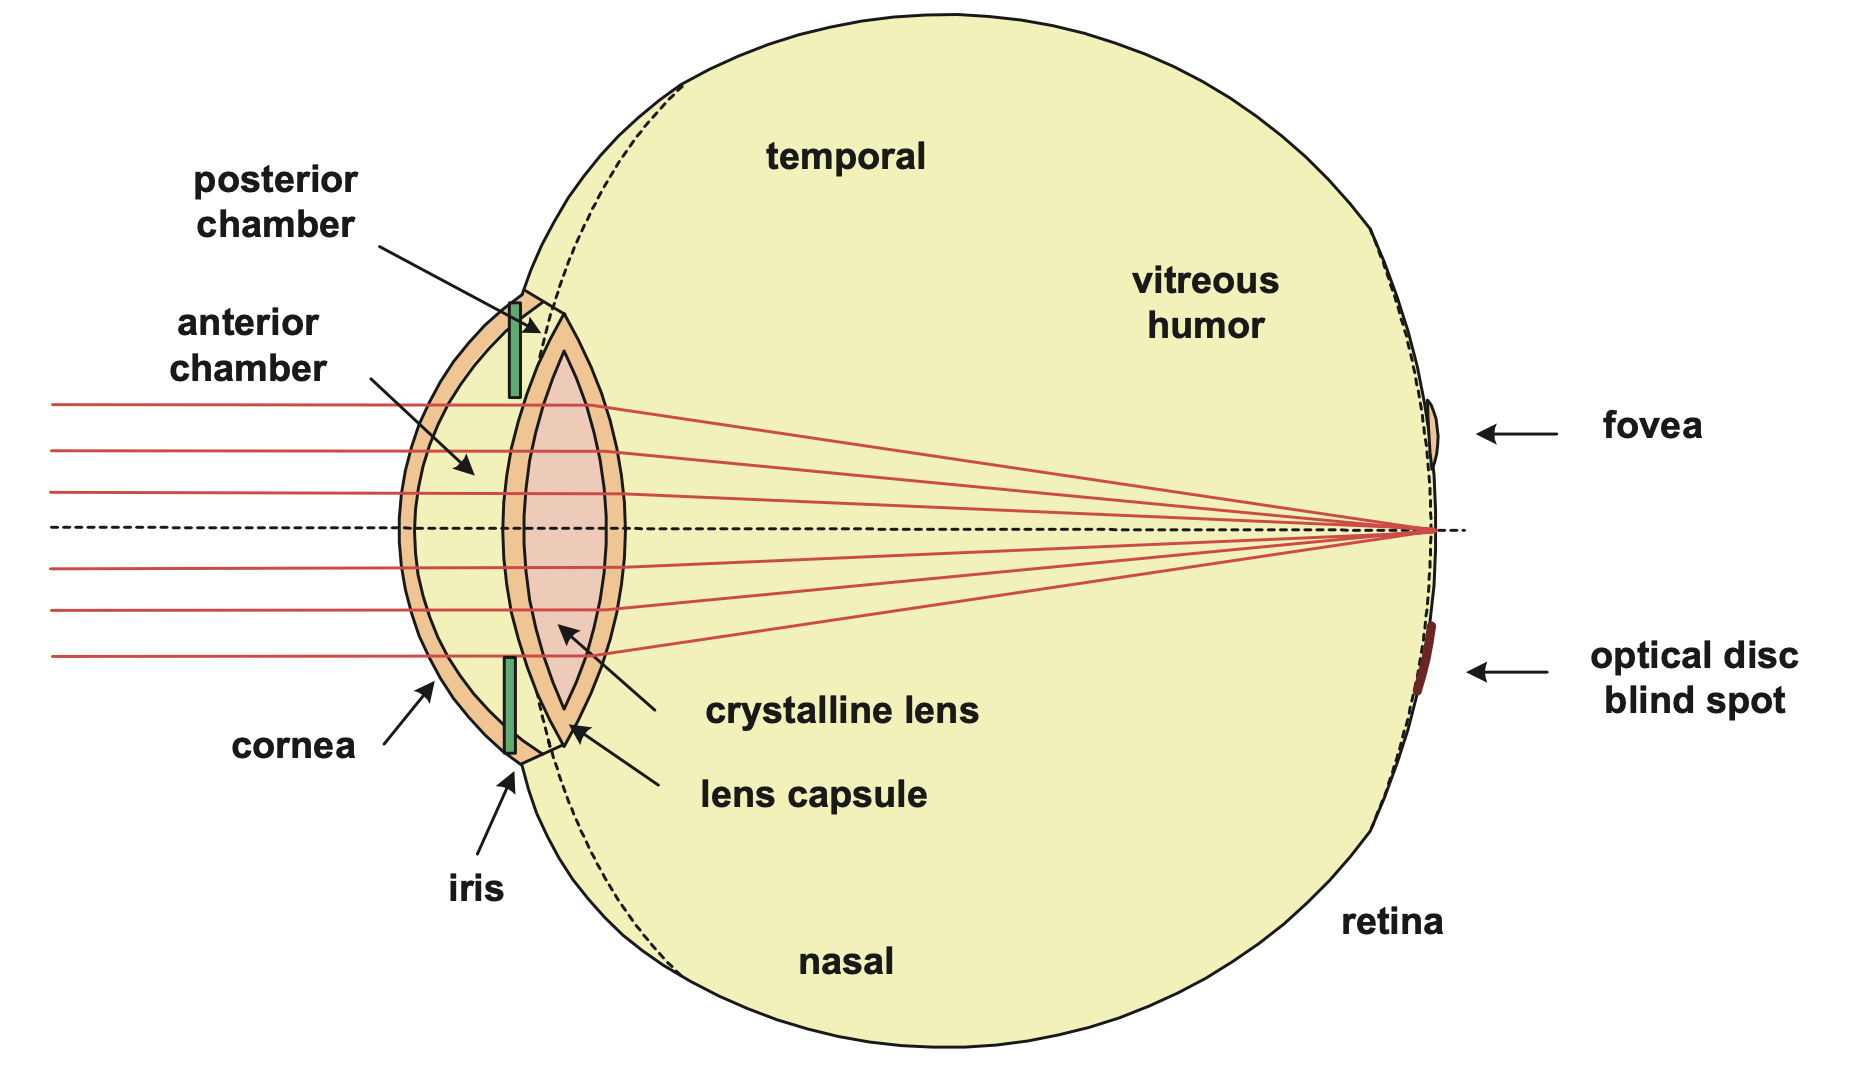 temporal
posterior
chamber
vitreous
humor
anterior
chamber
fovea
optical disc
blind spot
crystalline lens
cornea
lens capsule
iris
retina
nasal